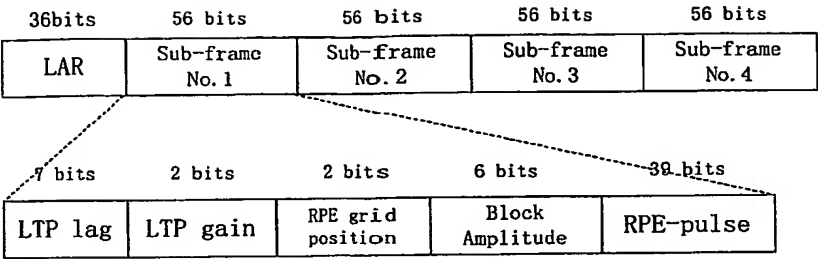 36bits 56 bits 56 bits 56 bits 56 bits
LAR
Sub-frame
No. 1
Sub-frame
No. 2
Sub-frame
No. 3
Sub-frame
No. 4
7 bits 2 bits 2 bits 6 bits 39 bits
LTP lag
LTP gain
RPE grid
position
Block
Amplitude
RPE-pulse